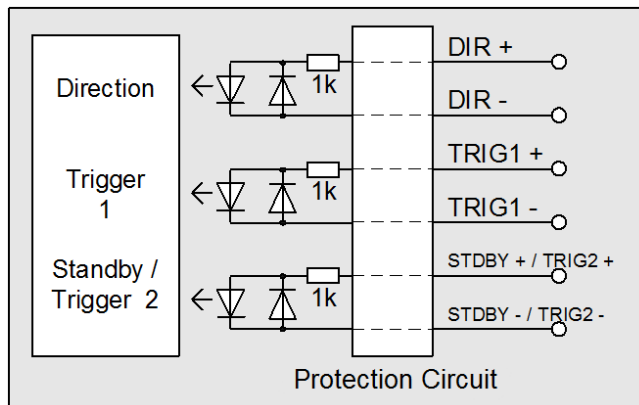 Direction
1k
DIR +
DIR -
Trigger
1
1k
TRIG1 +
TRIG1 -
Standby /
Trigger 2
1k
STDBY + / TRIG2 +
STDBY - / TRIG2 -
Protection Circuit